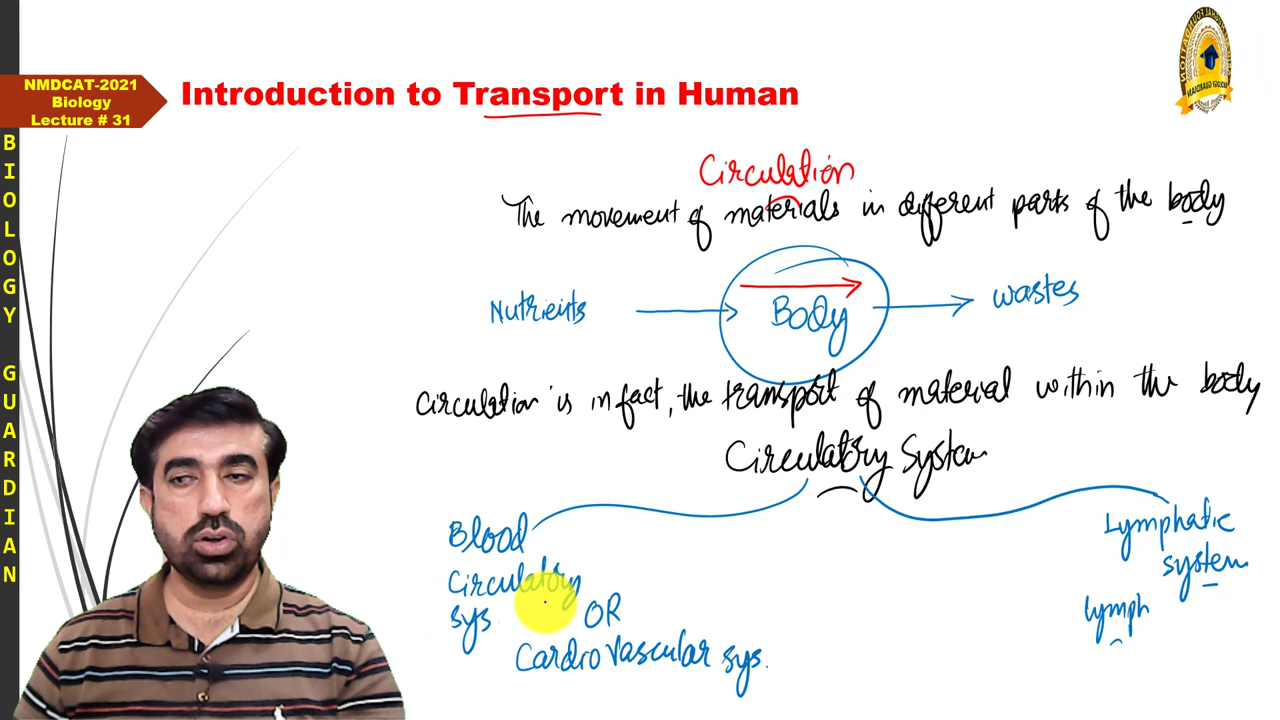 NMDCAT-2021
Biology
Lecture # 31
Introduction to Transport in Human
BIOLOGY GUARDIAN
Circulation
The movement of materials in different parts of the body
Nutrients
Body
wastes
Circulation is in fact, the transport of material within the body
Circulatory System
Blood
Circulatory
sys
OR
Cardiovascular sys.
Lymphatic
system
Lymph